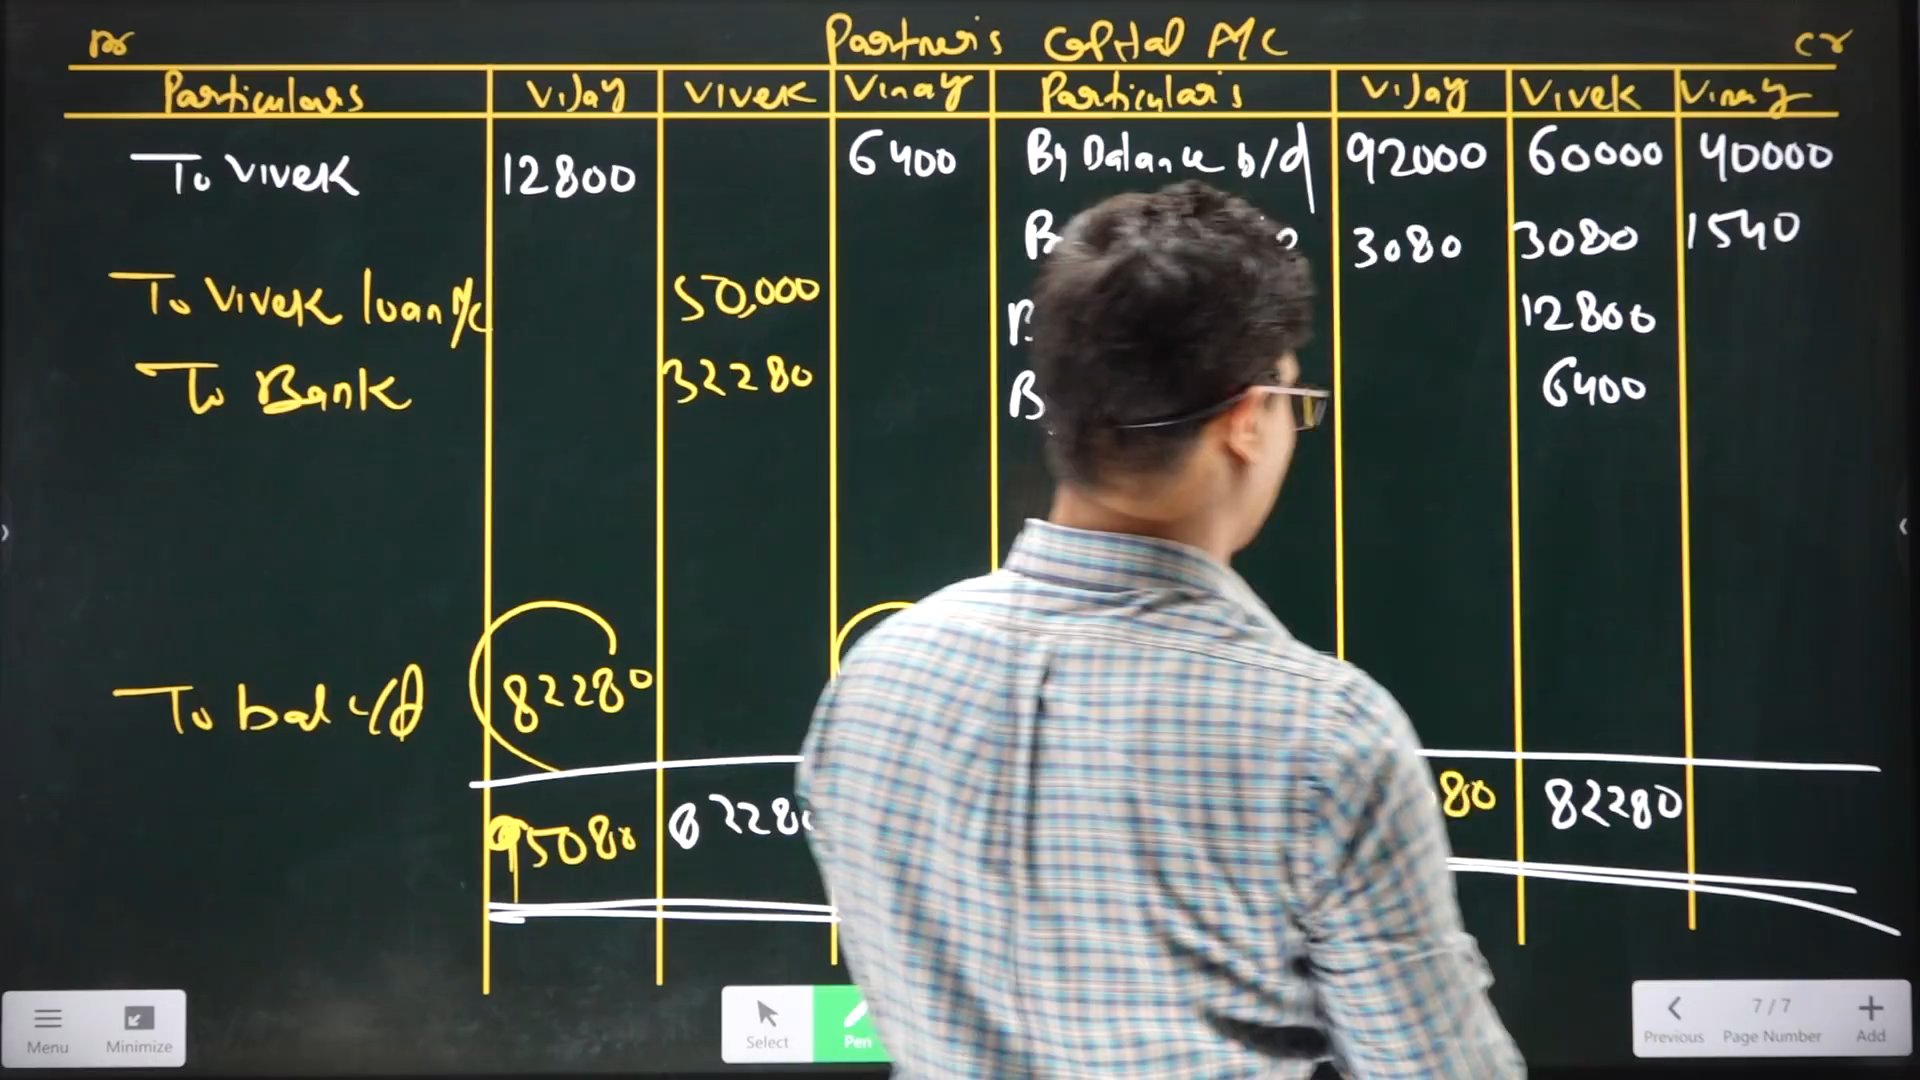 Dr Partner's Capital A/c Cr
Particulars Vijay Vivek Vinay Particulars Vijay Vivek Vinay
To Vivek 12800 6400 By Balance b/d 92000 60000 40000
3080 3080 1540
To Vivek loan A/c 50,000 12800
To Bank 32280 6400
To bal c/d 82280
95080 8228 80 82280
Menu Minimize Select Pen Previous 7 / 7 Page Number Add